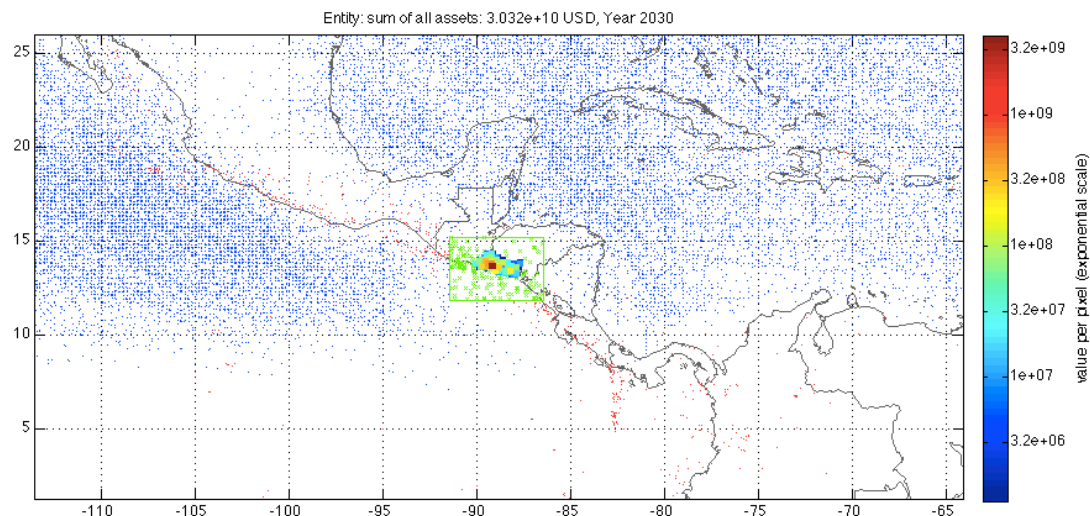 Entity: sum of all assets: 3.032e+10 USD, Year 2030
25
20
15
10
5
-110
-105
-100
-95
-90
-85
-80
-75
-70
-65
3.2e+09
1e+09
3.2e+08
1e+08
3.2e+07
1e+07
3.2e+06
value per pixel (exponential scale)